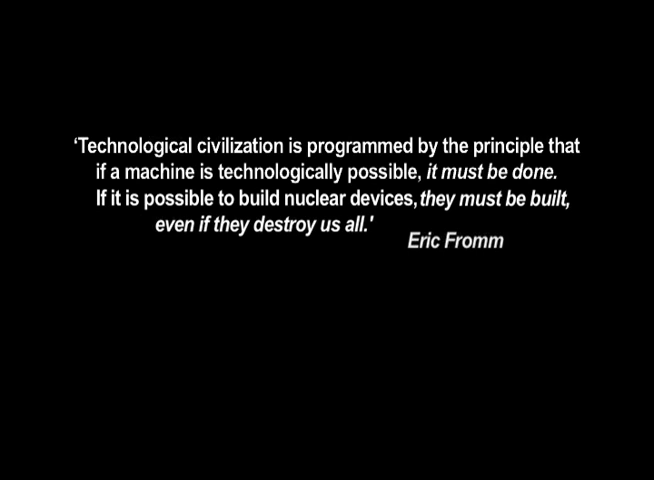 ‘Technological civilization is programmed by the principle that
if a machine is technologically possible, it must be done.
If it is possible to build nuclear devices, they must be built,
even if they destroy us all.'
Eric Fromm